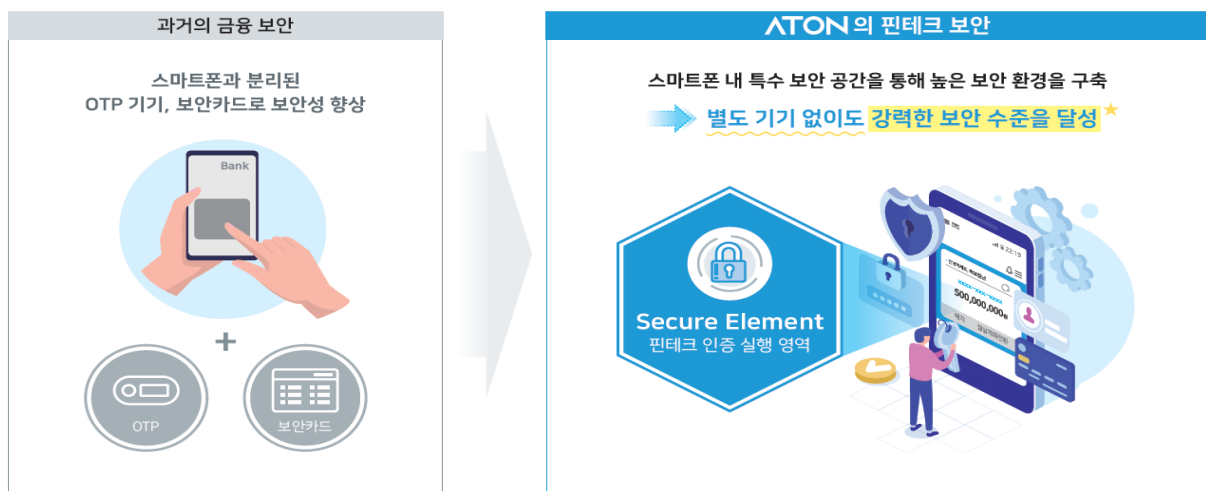 과거의 금융 보안
스마트폰과 분리된
OTP 기기, 보안카드로 보안성 향상
Bank
OTP
보안카드
ATON의 핀테크 보안
스마트폰 내 특수 보안 공간을 통해 높은 보안 환경을 구축
별도 기기 없이도 강력한 보안 수준을 달성
Secure Element
핀테크 인증 실행 영역
22:19
500,000,000원